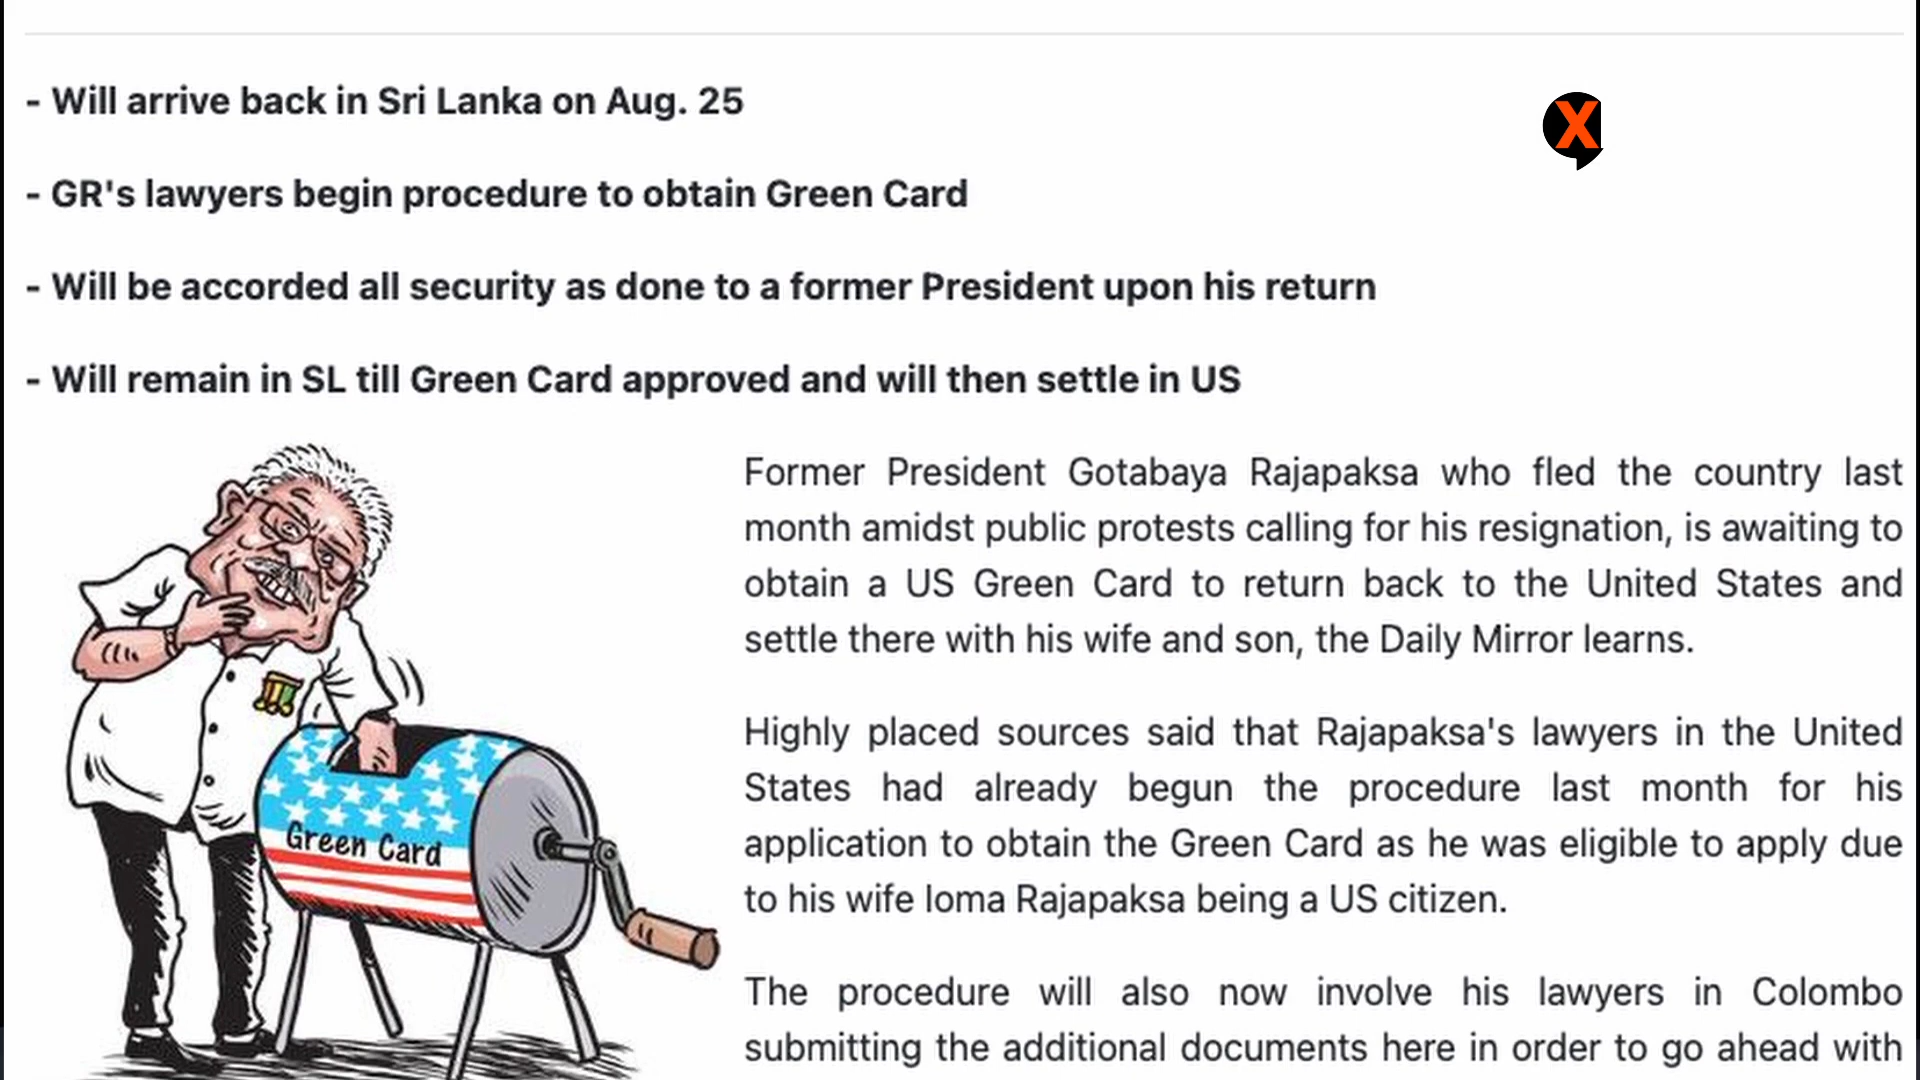 - Will arrive back in Sri Lanka on Aug. 25
X
- GR's lawyers begin procedure to obtain Green Card
- Will be accorded all security as done to a former President upon his return
- Will remain in SL till Green Card approved and will then settle in US
Green Card
Former President Gotabaya Rajapaksa who fled the country last
month amidst public protests calling for his resignation, is awaiting to
obtain a US Green Card to return back to the United States and
settle there with his wife and son, the Daily Mirror learns.
Highly placed sources said that Rajapaksa's lawyers in the United
States had already begun the procedure last month for his
application to obtain the Green Card as he was eligible to apply due
to his wife Ioma Rajapaksa being a US citizen.
The procedure will also now involve his lawyers in Colombo
submitting the additional documents here in order to go ahead with